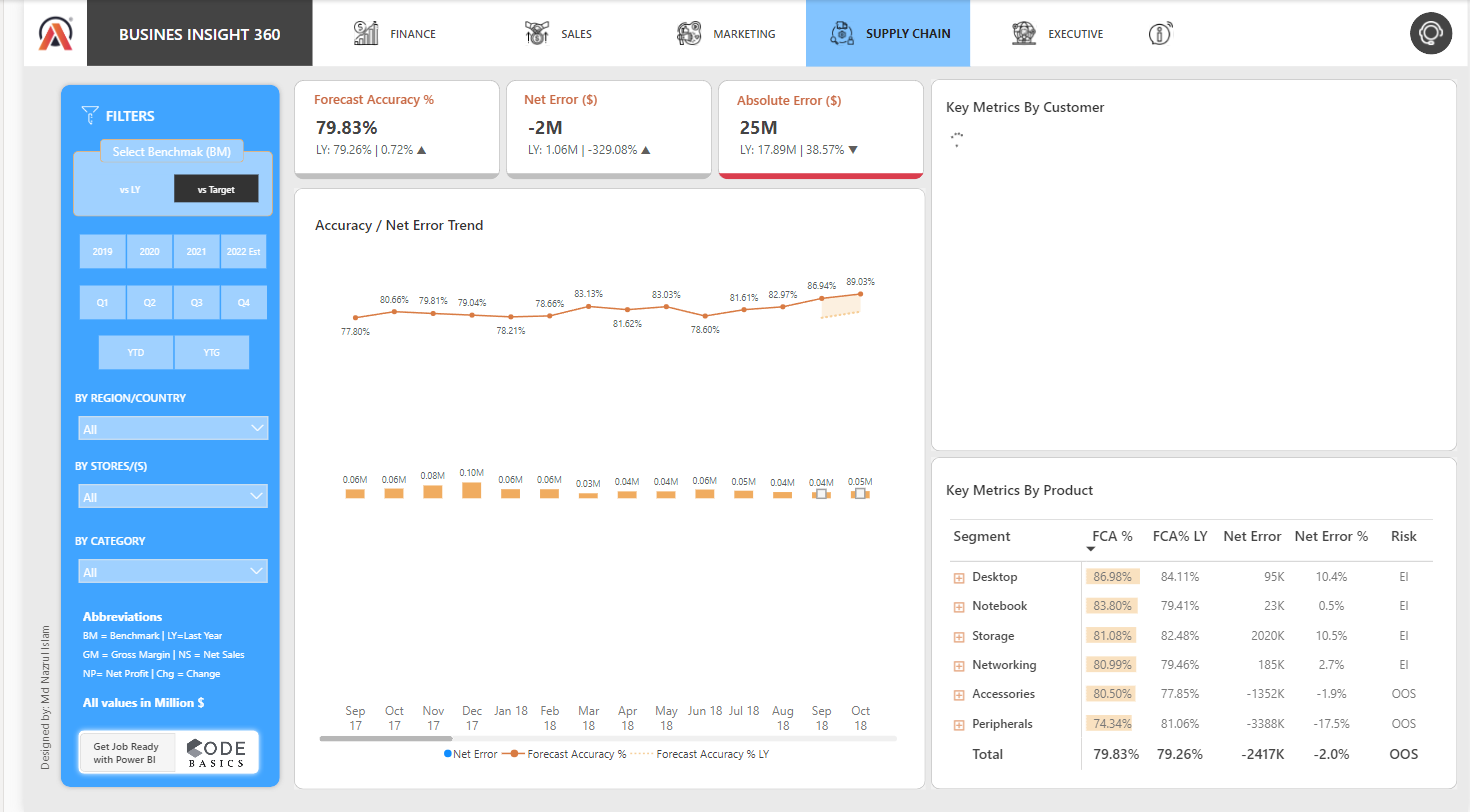 BUSINES INSIGHT 360
FINANCE
SALES
MARKETING
SUPPLY CHAIN
EXECUTIVE
FILTERS
Select Benchmak (BM)
vs LY
vs Target
2019
2020
2021
2022 Est
Q1
Q2
Q3
Q4
YTD
YTG
BY REGION/COUNTRY
All
BY STORES/(S)
All
BY CATEGORY
All
Abbreviations
BM = Benchmark | LY=Last Year
GM = Gross Margin | NS = Net Sales
NP= Net Profit | Chg = Change
All values in Million $
Get Job Ready
with Power BI
CODE
BASICS
Designed by: Md Nazrul Islam
Forecast Accuracy %
79.83%
LY: 79.26% | 0.72% ▲
Net Error ($)
-2M
LY: 1.06M | -329.08% ▲
Absolute Error ($)
25M
LY: 17.89M | 38.57% ▼
Accuracy / Net Error Trend
77.80%
80.66%
79.81%
79.04%
78.21%
78.66%
83.13%
81.62%
83.03%
78.60%
81.61%
82.97%
86.94%
89.03%
0.06M
0.06M
0.08M
0.10M
0.06M
0.06M
0.03M
0.04M
0.04M
0.06M
0.05M
0.04M
0.04M
0.05M
Sep 17
Oct 17
Nov 17
Dec 17
Jan 18
Feb 18
Mar 18
Apr 18
May 18
Jun 18
Jul 18
Aug 18
Sep 18
Oct 18
Net Error
Forecast Accuracy %
Forecast Accuracy % LY
Key Metrics By Customer
Key Metrics By Product
Segment FCA % FCA% LY Net Error Net Error % Risk
Desktop 86.98% 84.11% 95K 10.4% EI
Notebook 83.80% 79.41% 23K 0.5% EI
Storage 81.08% 82.48% 2020K 10.5% EI
Networking 80.99% 79.46% 185K 2.7% EI
Accessories 80.50% 77.85% -1352K -1.9% OOS
Peripherals 74.34% 81.06% -3388K -17.5% OOS
Total 79.83% 79.26% -2417K -2.0% OOS